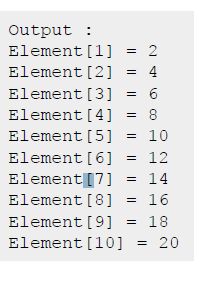 Output :
Element[1] = 2
Element[2] = 4
Element[3] = 6
Element[4] = 8
Element[5] = 10
Element[6] = 12
Element[7] = 14
Element[8] = 16
Element[9] = 18
Element[10] = 20